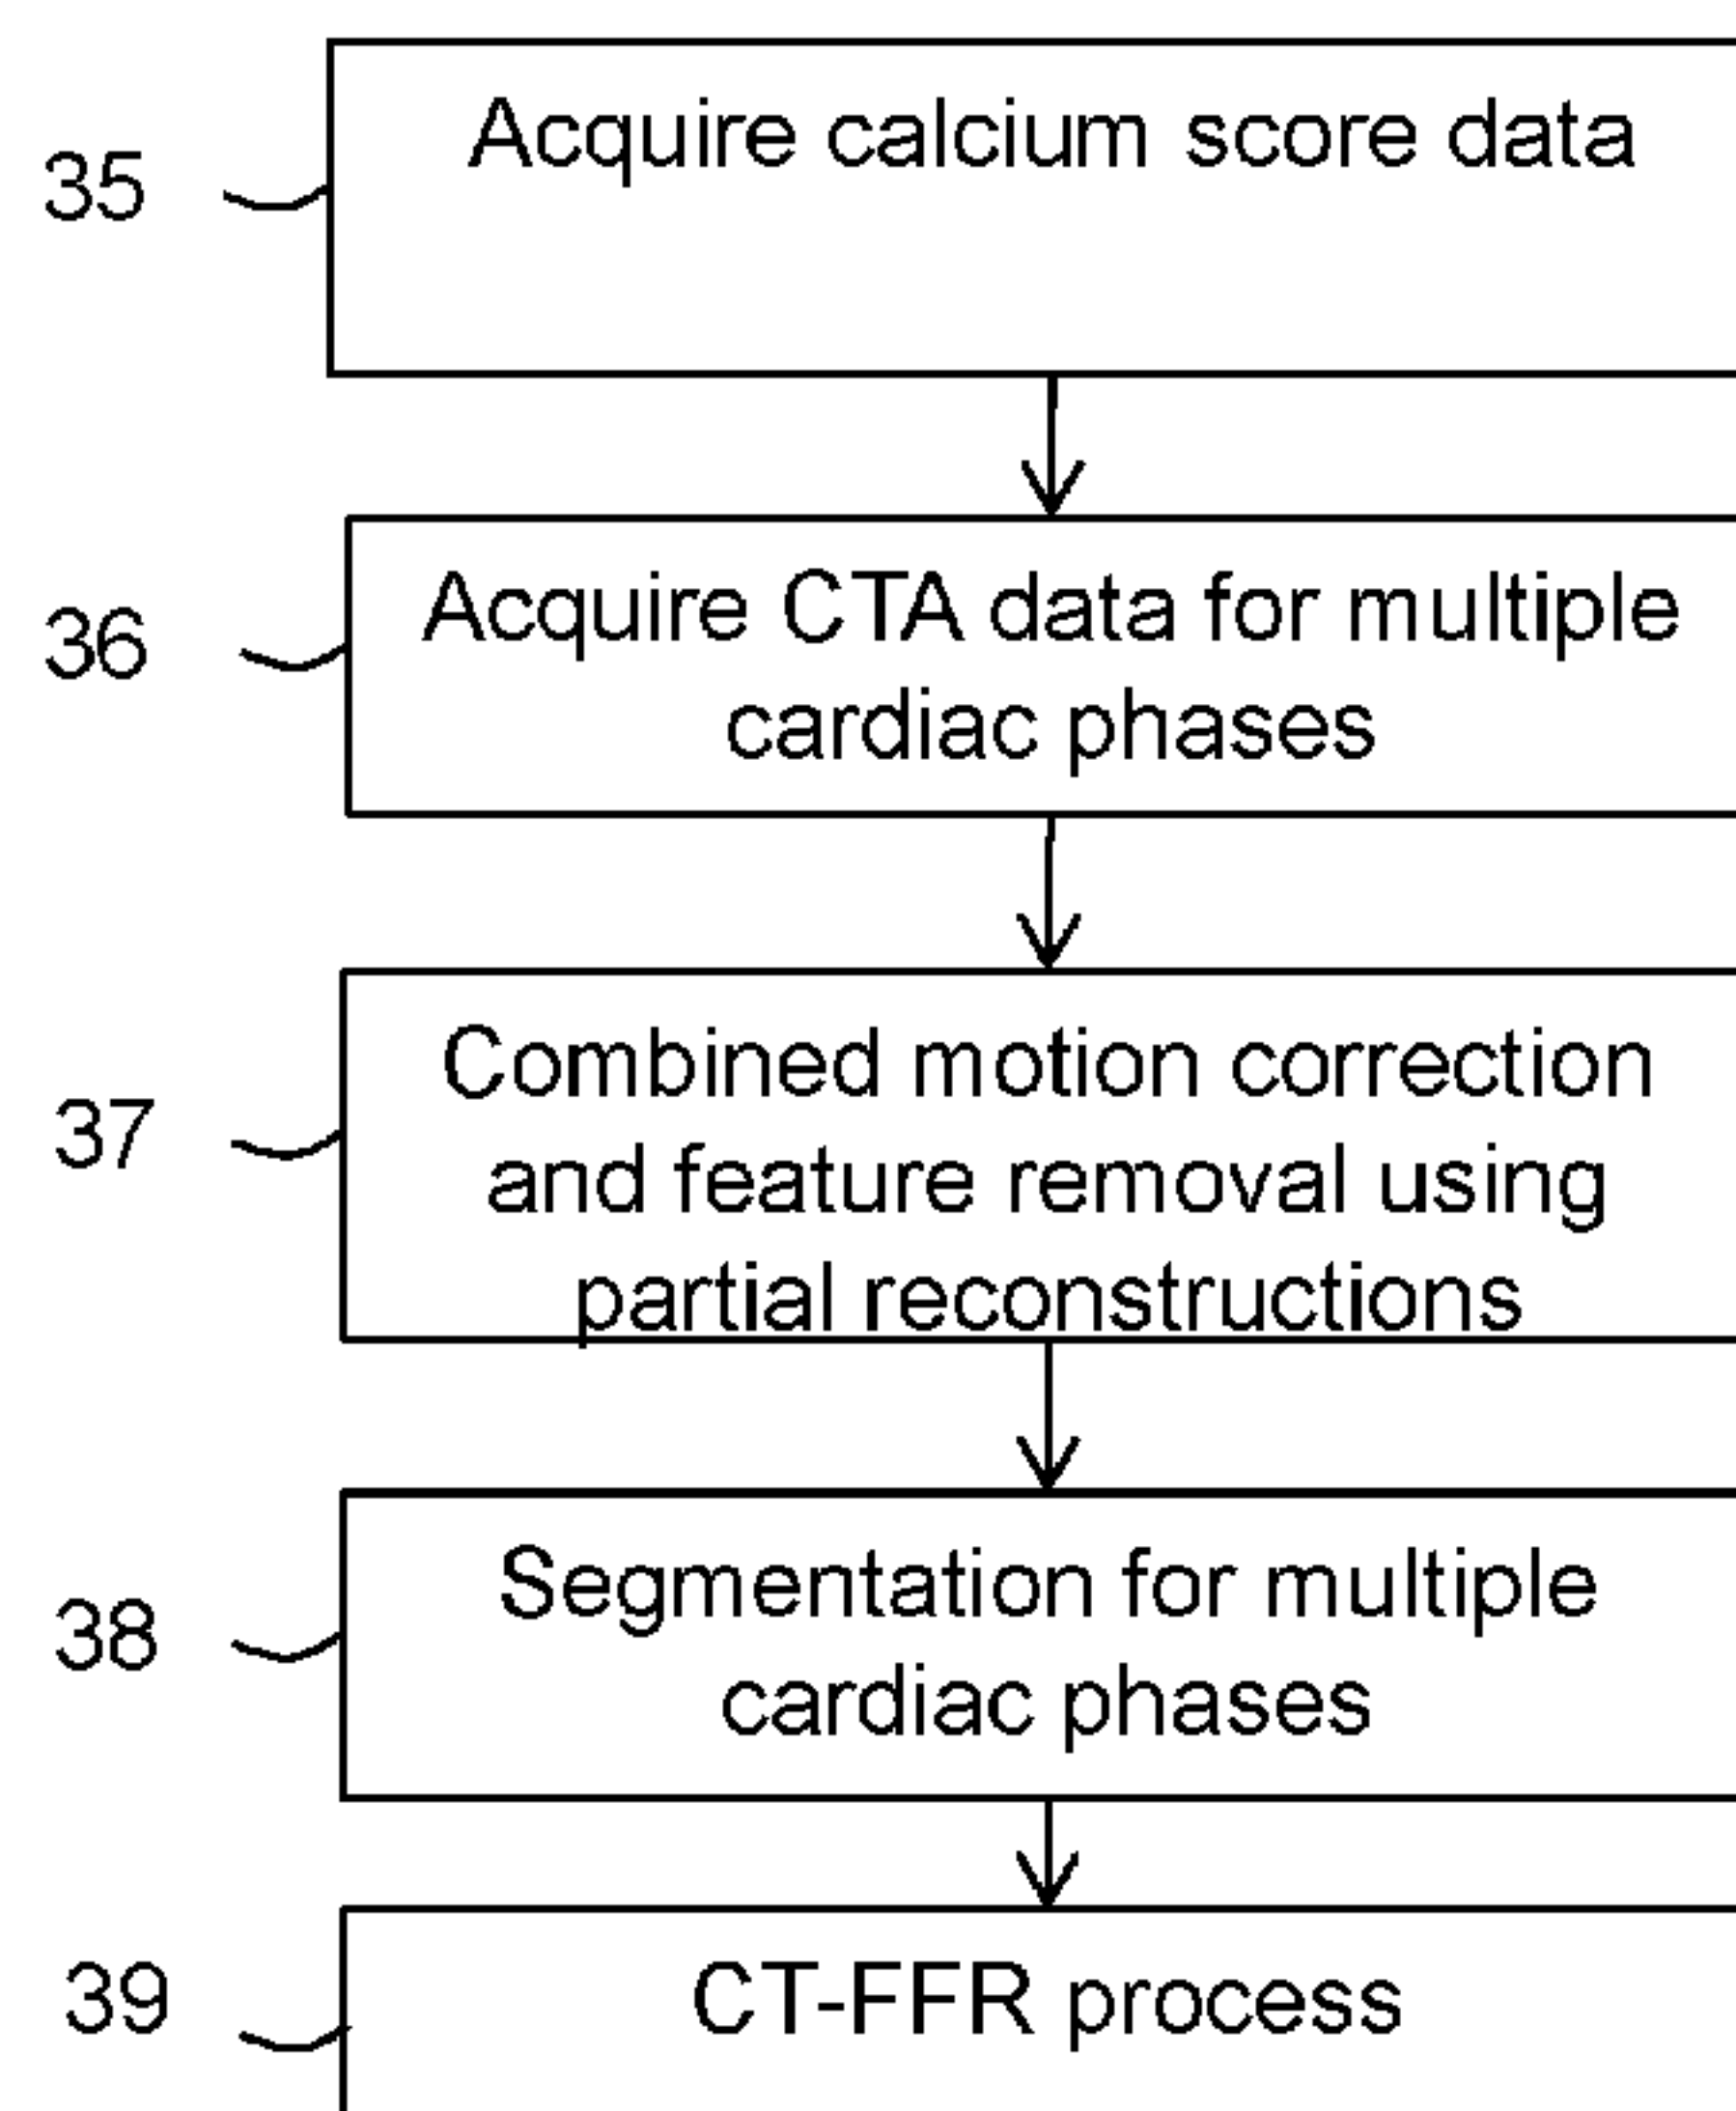 35
Acquire calcium score data
36
Acquire CTA data for multiple
cardiac phases
37
Combined motion correction
and feature removal using
partial reconstructions
38
Segmentation for multiple
cardiac phases
39
CT-FFR process